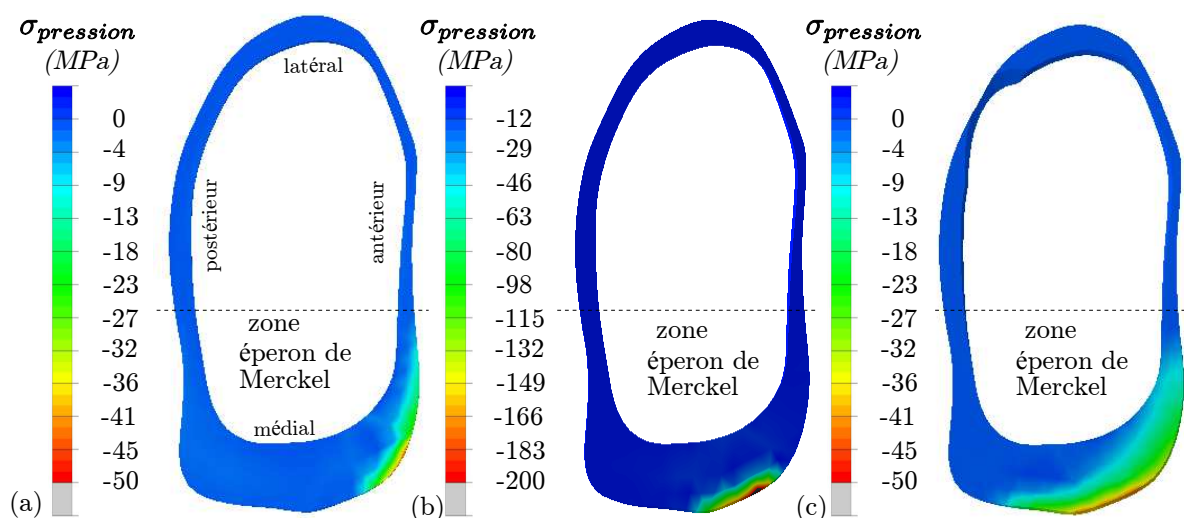 σpression
(MPa)
0
-4
-9
-13
-18
-23
-27
-32
-36
-41
-45
-50
(a)
latéral
postérieur
antérieur
zone
éperon de
Merckel
médial
σpression
(MPa)
-12
-29
-46
-63
-80
-98
-115
-132
-149
-166
-183
-200
(b)
zone
éperon de
Merckel
σpression
(MPa)
0
-4
-9
-13
-18
-23
-27
-32
-36
-41
-45
-50
(c)
zone
éperon de
Merckel